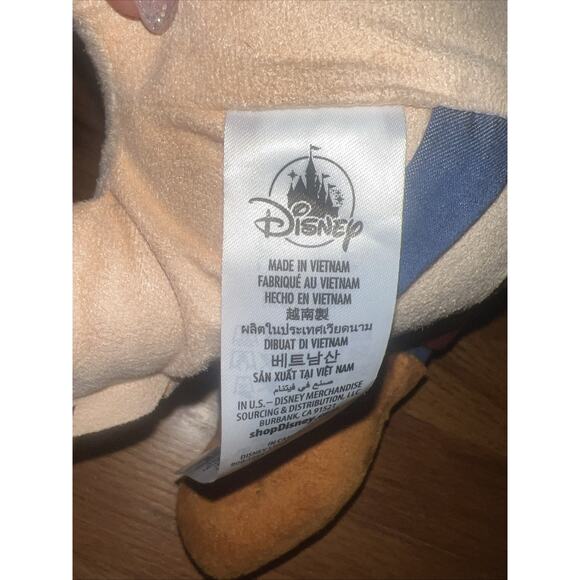 Disney
MADE IN VIETNAM
FABRIQUÉ AU VIETNAM
HECHO EN VIETNAM
越南製
ผลิตในประเทศเวียดนาม
DIBUAT DI VIETNAM
베트남산
SẢN XUẤT TẠI VIỆT NAM
صنع في فيتنام
IN U.S.– DISNEY MERCHANDISE
SOURCING & DISTRIBUTION, LLC
BURBANK, CA 91521
shopDisney